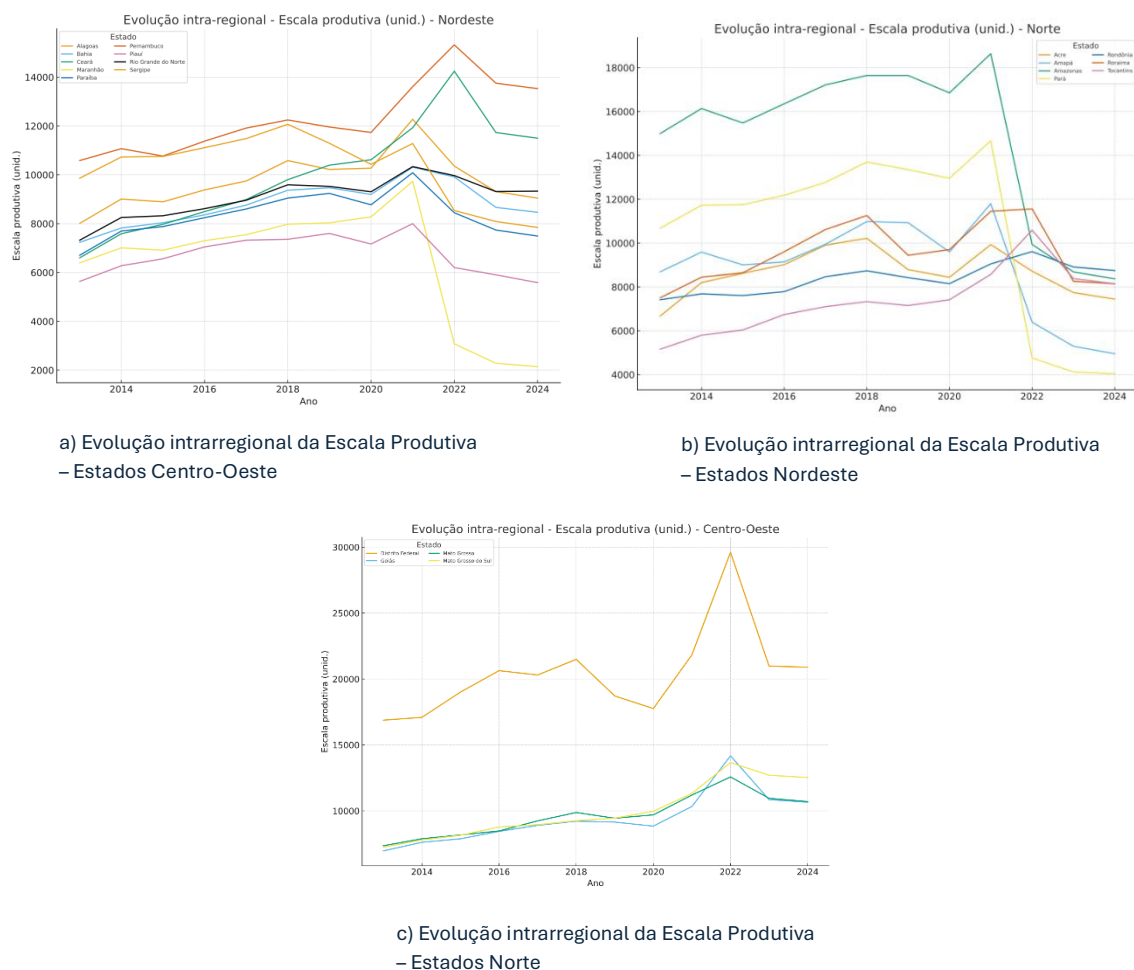 Evolução intra-regional - Escala produtiva (unid.) - Nordeste
Estado
Alagoas
Bahia
Ceará
Maranhão
Paraíba
Pernambuco
Piauí
Rio Grande do Norte
Sergipe
Escala produtiva (unid.)
14000
12000
10000
8000
6000
4000
2000
2014 2016 2018 2020 2022 2024
Ano
a) Evolução intrarregional da Escala Produtiva
– Estados Centro-Oeste
Evolução intra-regional - Escala produtiva (unid.) - Norte
Estado
Acre
Amapá
Amazonas
Pará
Rondônia
Roraima
Tocantins
Escala produtiva (unid.)
18000
16000
14000
12000
10000
8000
6000
4000
2014 2016 2018 2020 2022 2024
Ano
b) Evolução intrarregional da Escala Produtiva
– Estados Nordeste
Evolução intra-regional - Escala produtiva (unid.) - Centro-Oeste
Estado
Distrito Federal
Goiás
Mato Grosso
Mato Grosso do Sul
Escala produtiva (unid.)
30000
25000
20000
15000
10000
2014 2016 2018 2020 2022 2024
Ano
c) Evolução intrarregional da Escala Produtiva
– Estados Norte